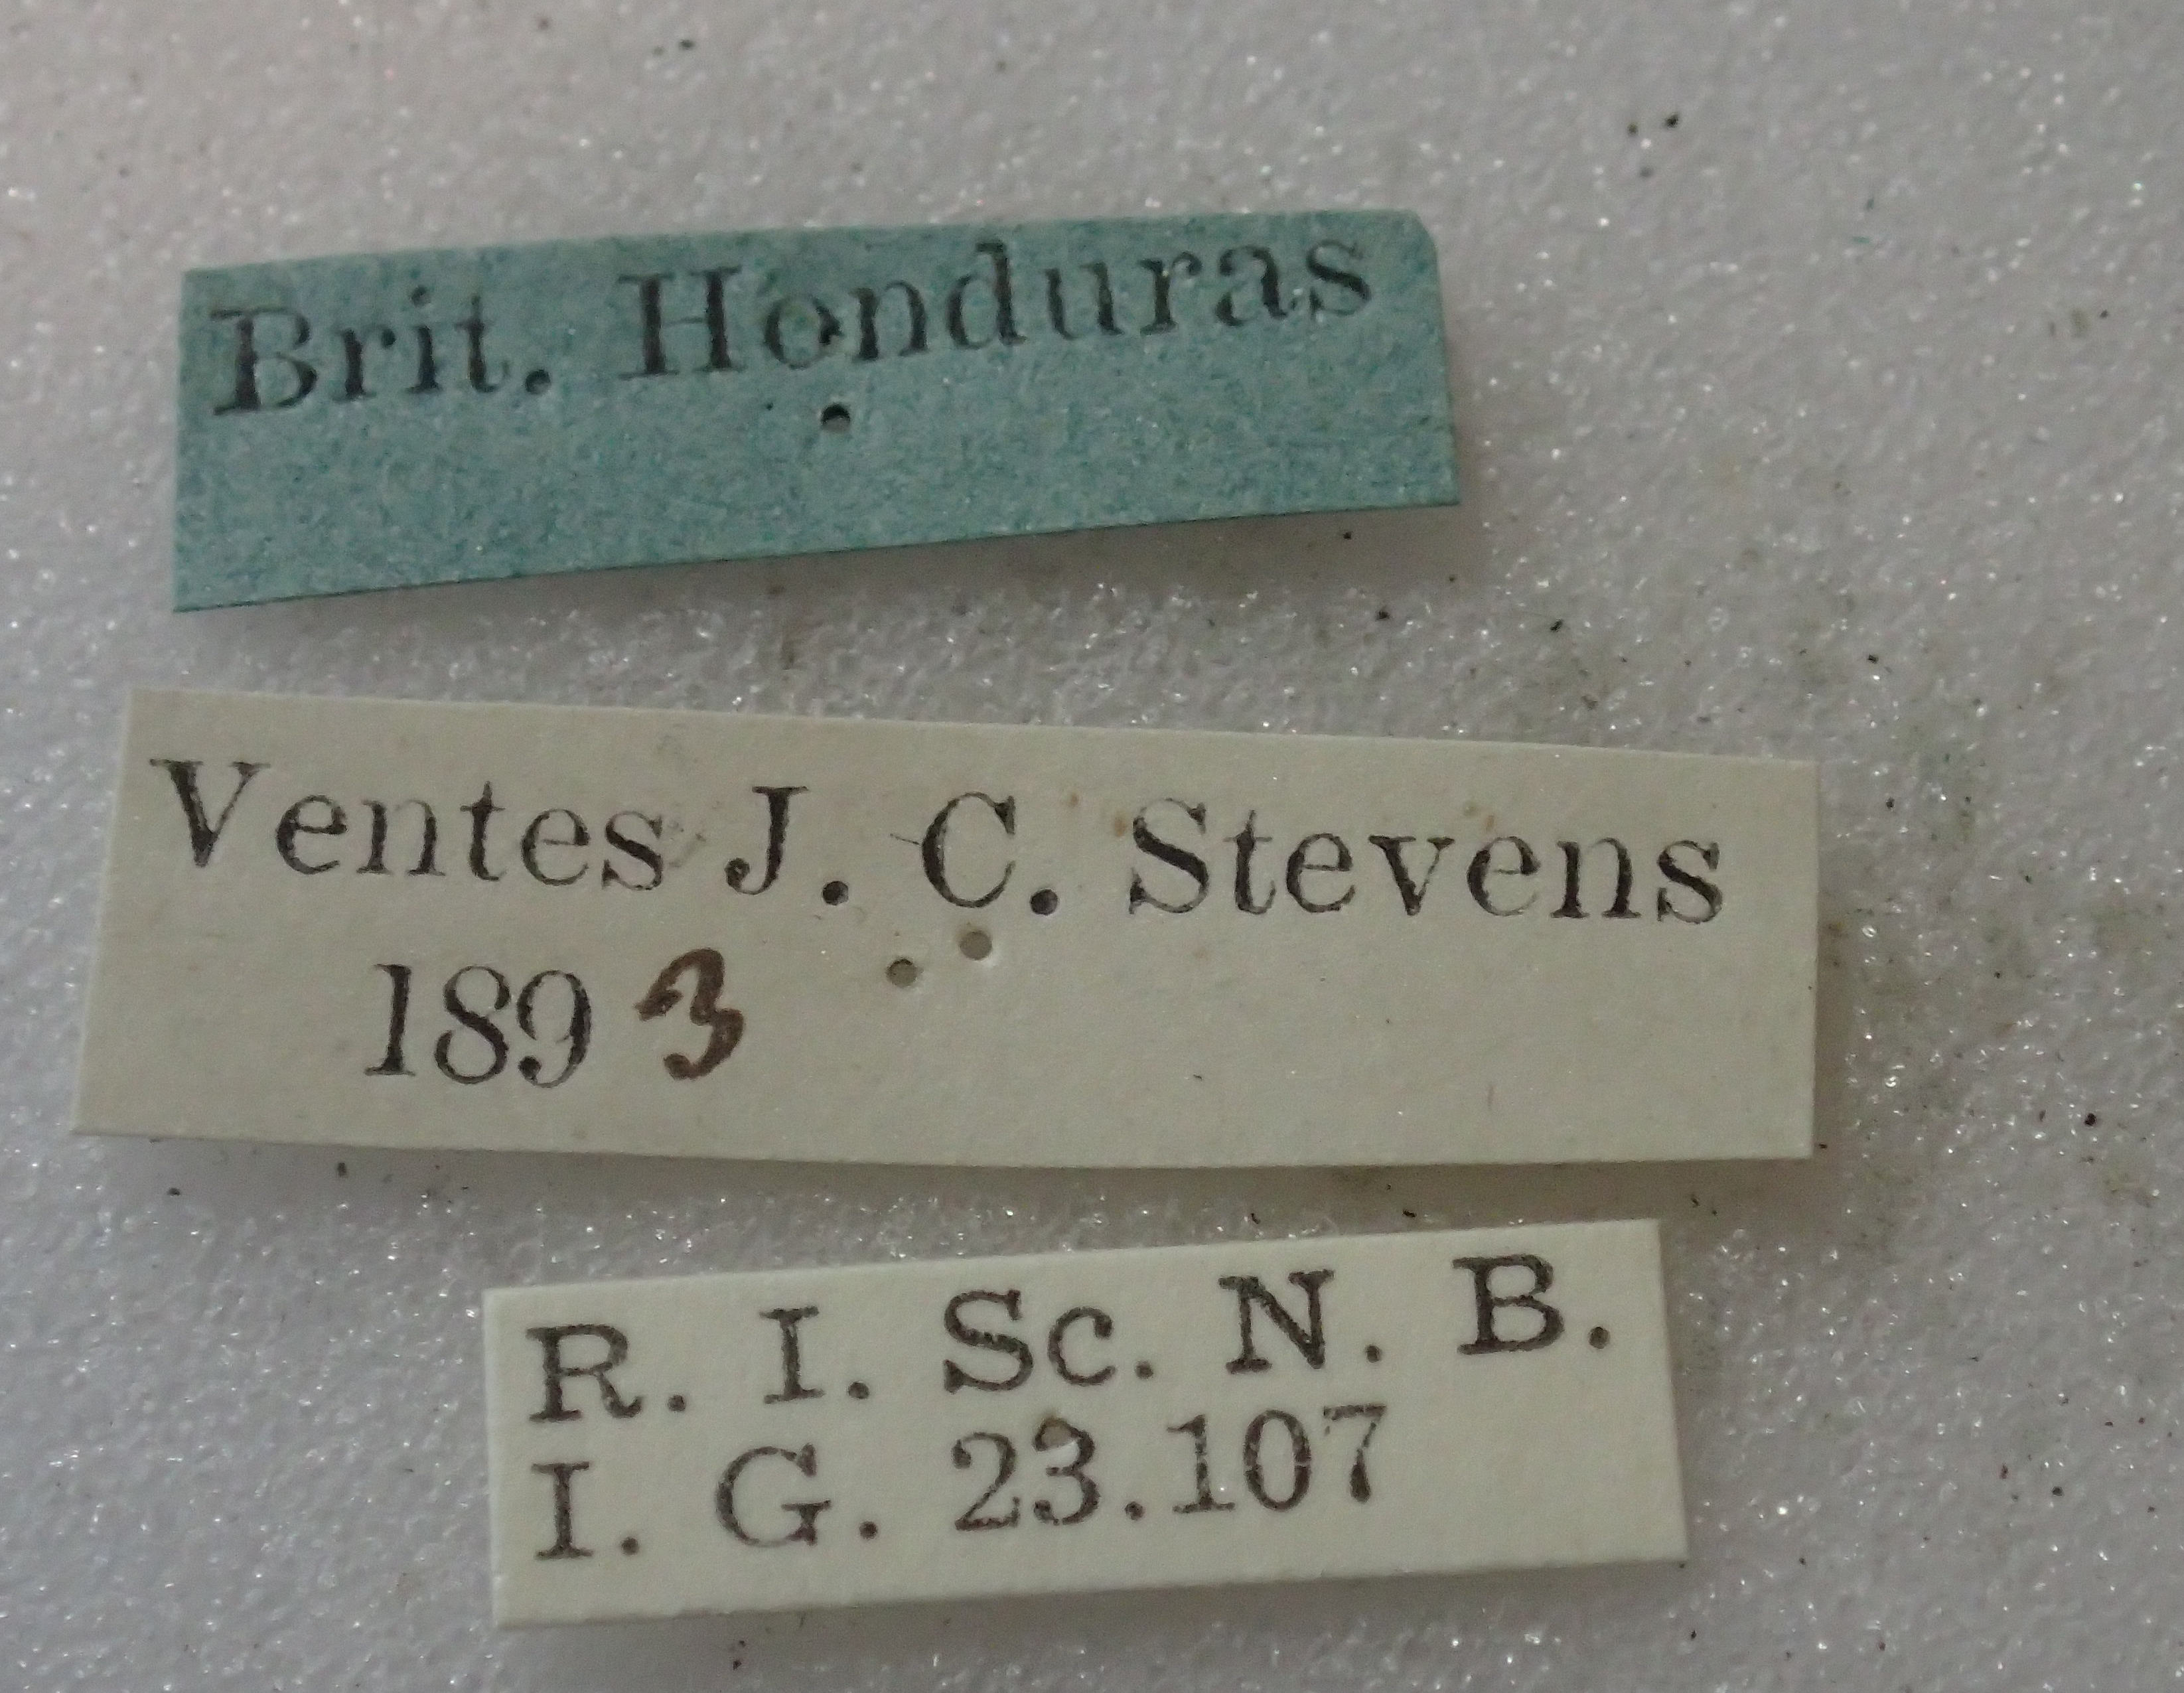 Brit. Honduras
Ventes J. C. Stevens
1893
R. I. Sc. N. B.
I. G. 23.107